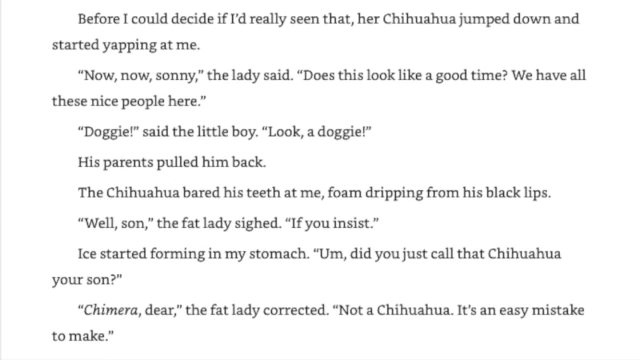 Before I could decide if I’d really seen that, her Chihuahua jumped down and
started yapping at me.
“Now, now, sonny,” the lady said. “Does this look like a good time? We have all
these nice people here.”
“Doggie!” said the little boy. “Look, a doggie!”
His parents pulled him back.
The Chihuahua bared his teeth at me, foam dripping from his black lips.
“Well, son,” the fat lady sighed. “If you insist.”
Ice started forming in my stomach. “Um, did you just call that Chihuahua
your son?”
“Chimera, dear,” the fat lady corrected. “Not a Chihuahua. It’s an easy mistake
to make.”